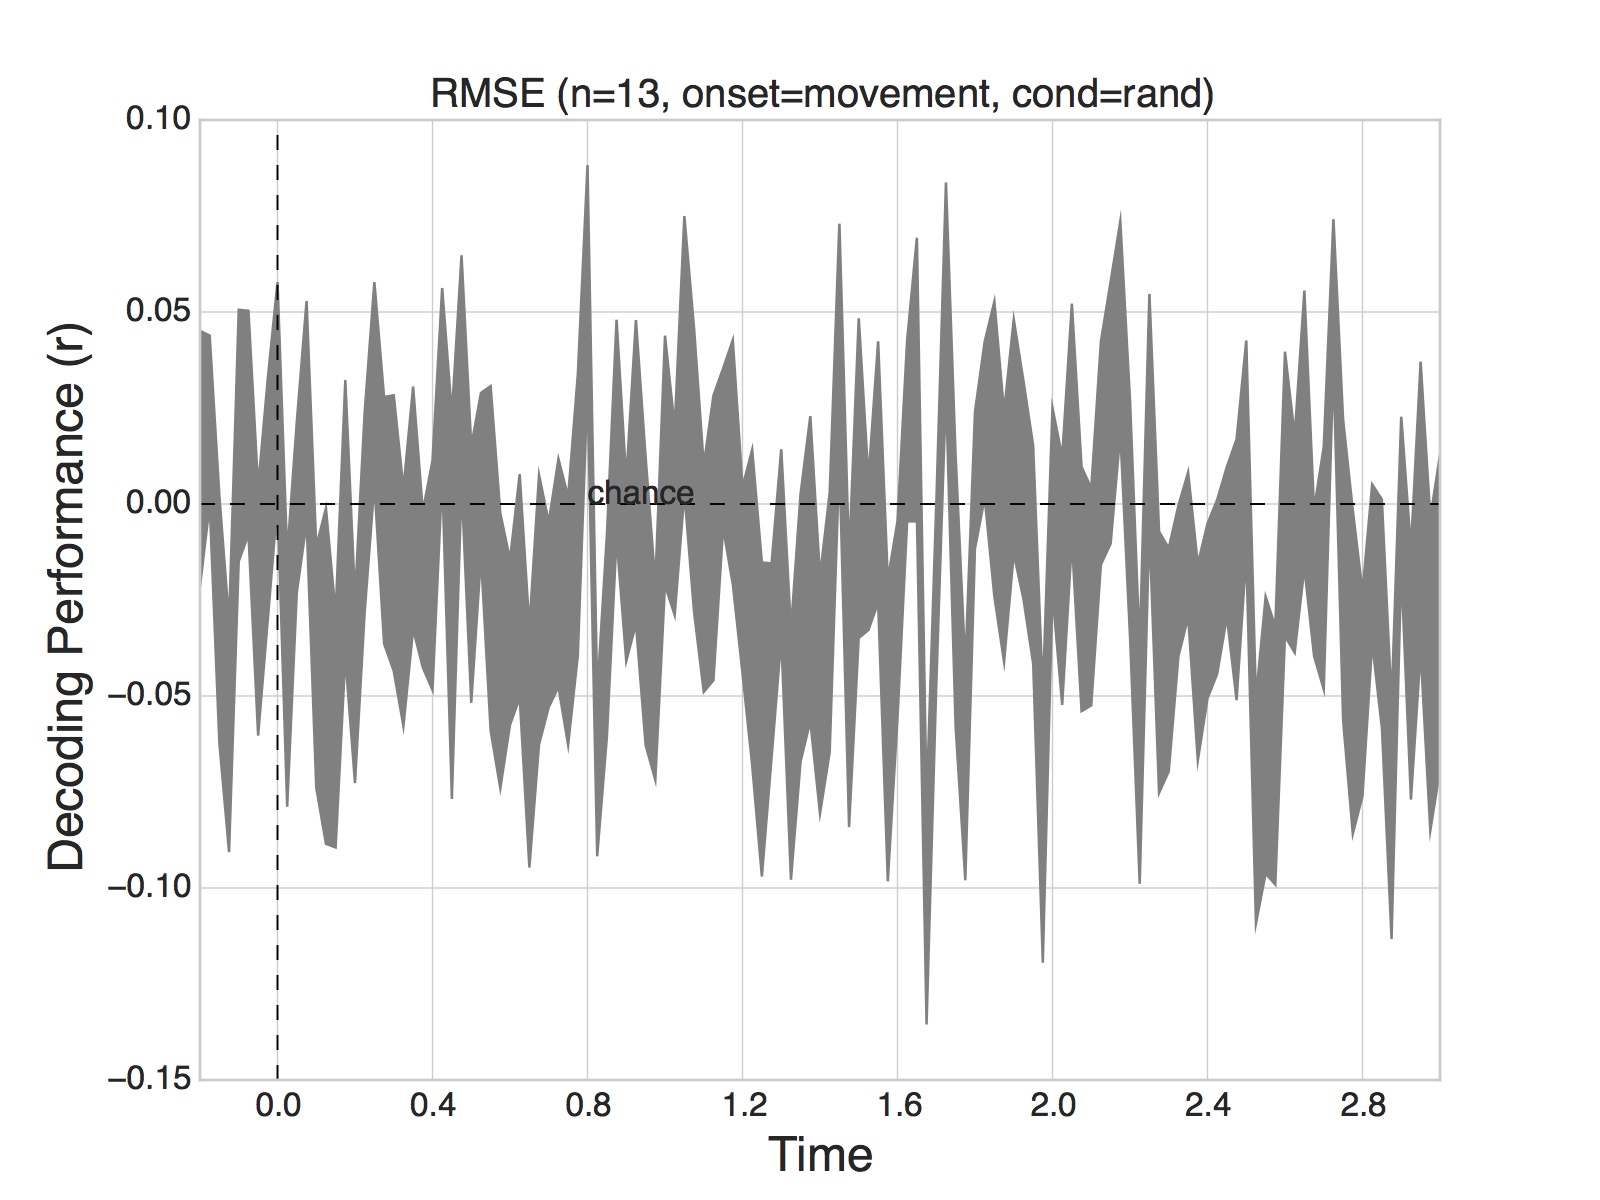 RMSE (n=13, onset=movement, cond=rand)
Decoding Performance (r)
0.10
0.05
0.00
−0.05
−0.10
−0.15
chance
0.0 0.4 0.8 1.2 1.6 2.0 2.4 2.8
Time